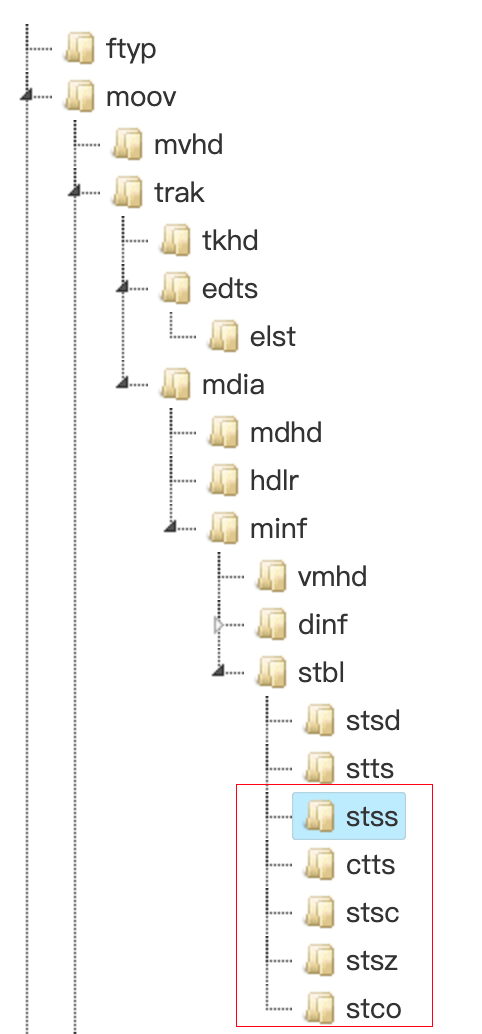 ftyp
moov
mvhd
trak
tkhd
edts
elst
mdia
mdhd
hdlr
minf
vmhd
dinf
stbl
stsd
stts
stss
ctts
stsc
stsz
stco